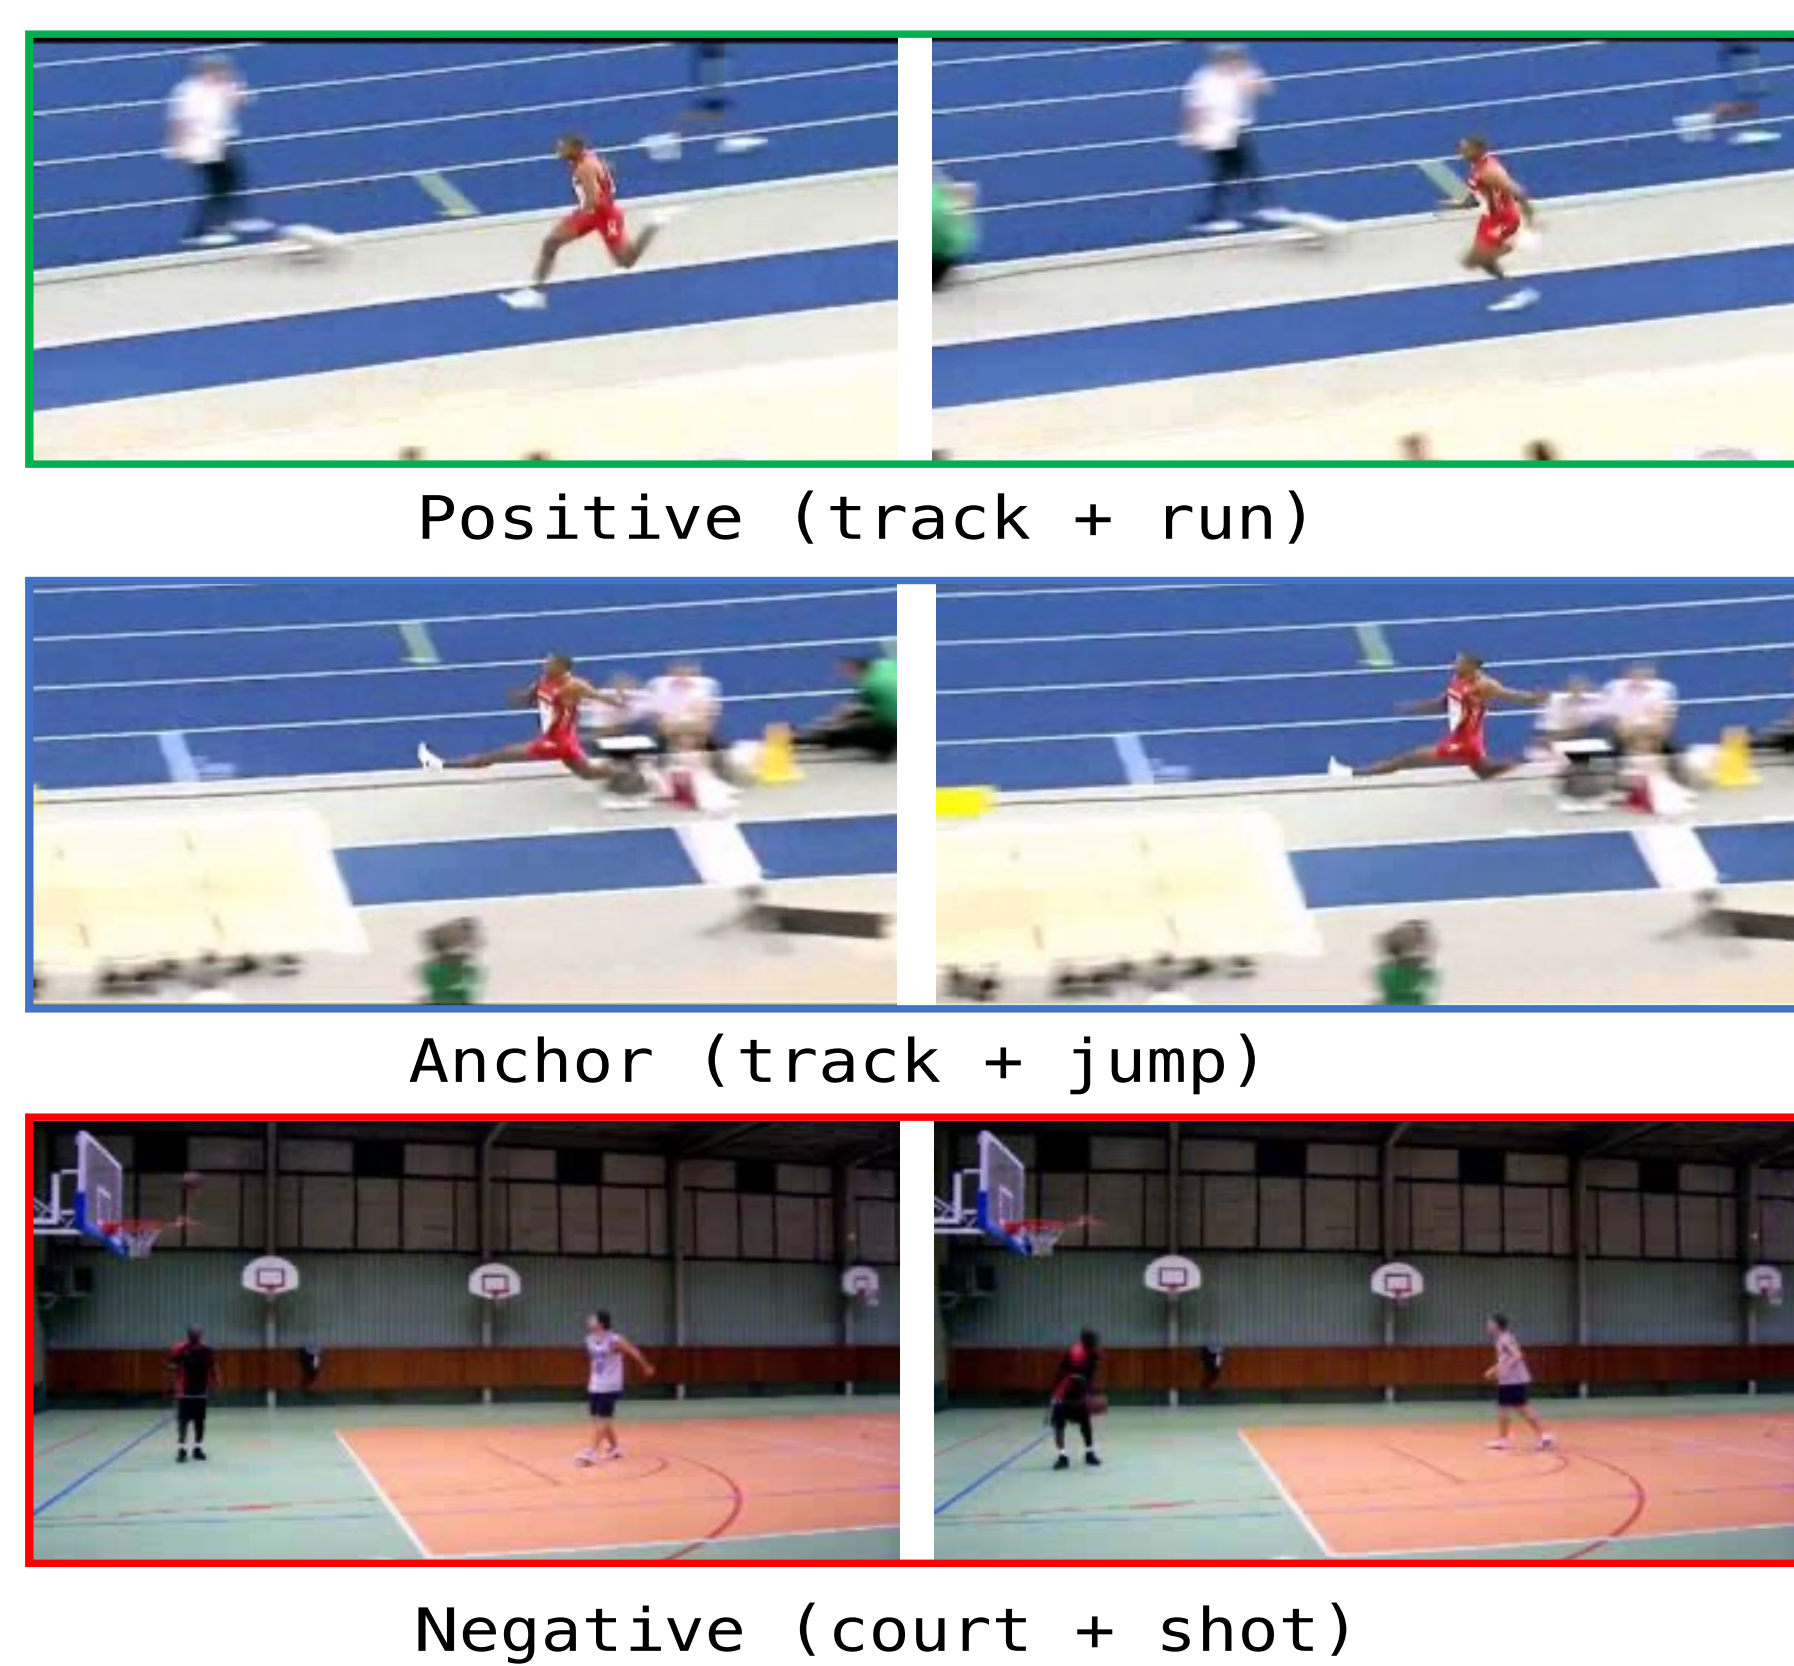 Positive (track + run)
Anchor (track + jump)
Negative (court + shot)